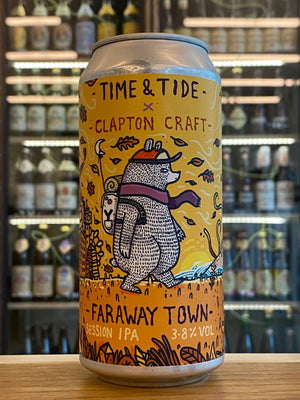 - TIME & TIDE -
x
- CLAPTON CRAFT -
- FARAWAY TOWN -
SESSION IPA 3.8% VOL